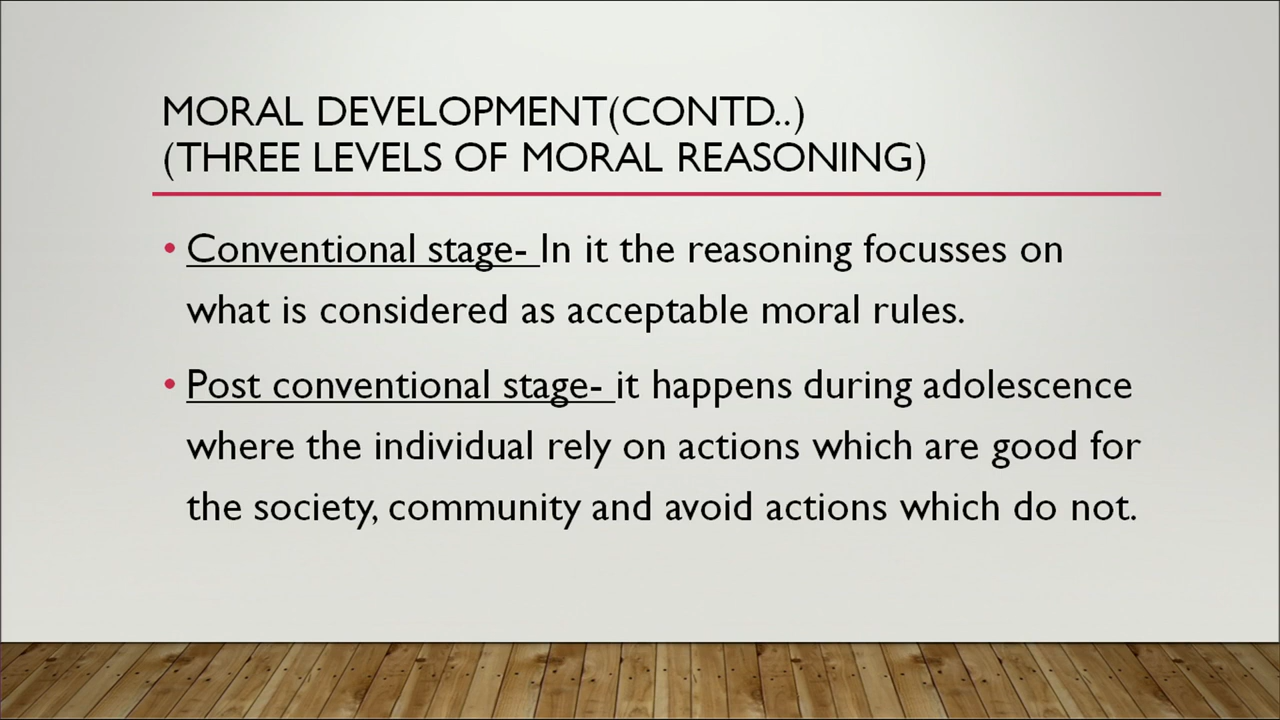 MORAL DEVELOPMENT(CONTD..)
(THREE LEVELS OF MORAL REASONING)
• Conventional stage- In it the reasoning focusses on
what is considered as acceptable moral rules.
• Post conventional stage- it happens during adolescence
where the individual rely on actions which are good for
the society, community and avoid actions which do not.